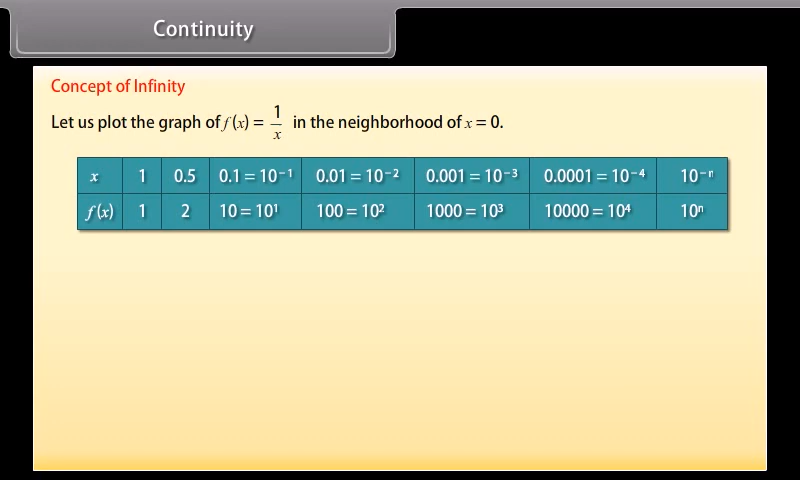 Continuity
Concept of Infinity
Let us plot the graph of f(x) = 1/x in the neighborhood of x = 0.
x 1 0.5 0.1 = 10⁻¹ 0.01 = 10⁻² 0.001 = 10⁻³ 0.0001 = 10⁻⁴ 10⁻ⁿ
f(x) 1 2 10 = 10¹ 100 = 10² 1000 = 10³ 10000 = 10⁴ 10ⁿ